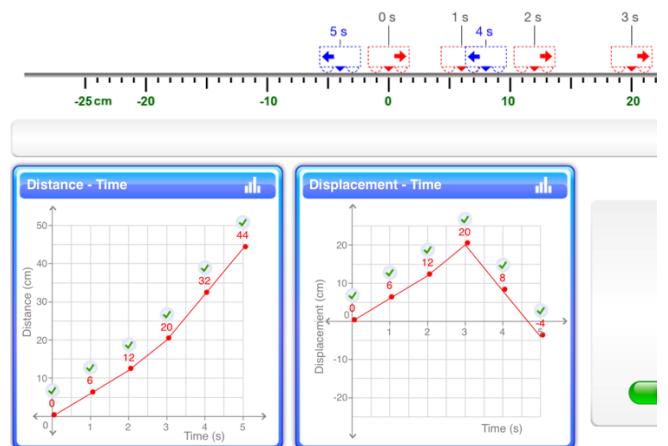 5 s 0 s 1 s 4 s 2 s 3 s
-25 cm -20 -10 0 10 20
Distance - Time
50
40
30
20
10
0
0 6 12 20 32 44
1 2 3 4 5
Distance (cm)
Time (s)
Displacement - Time
20
10
0
-10
-20
0 6 12 20 8 -4
1 2 3 4 5
Displacement (cm)
Time (s)